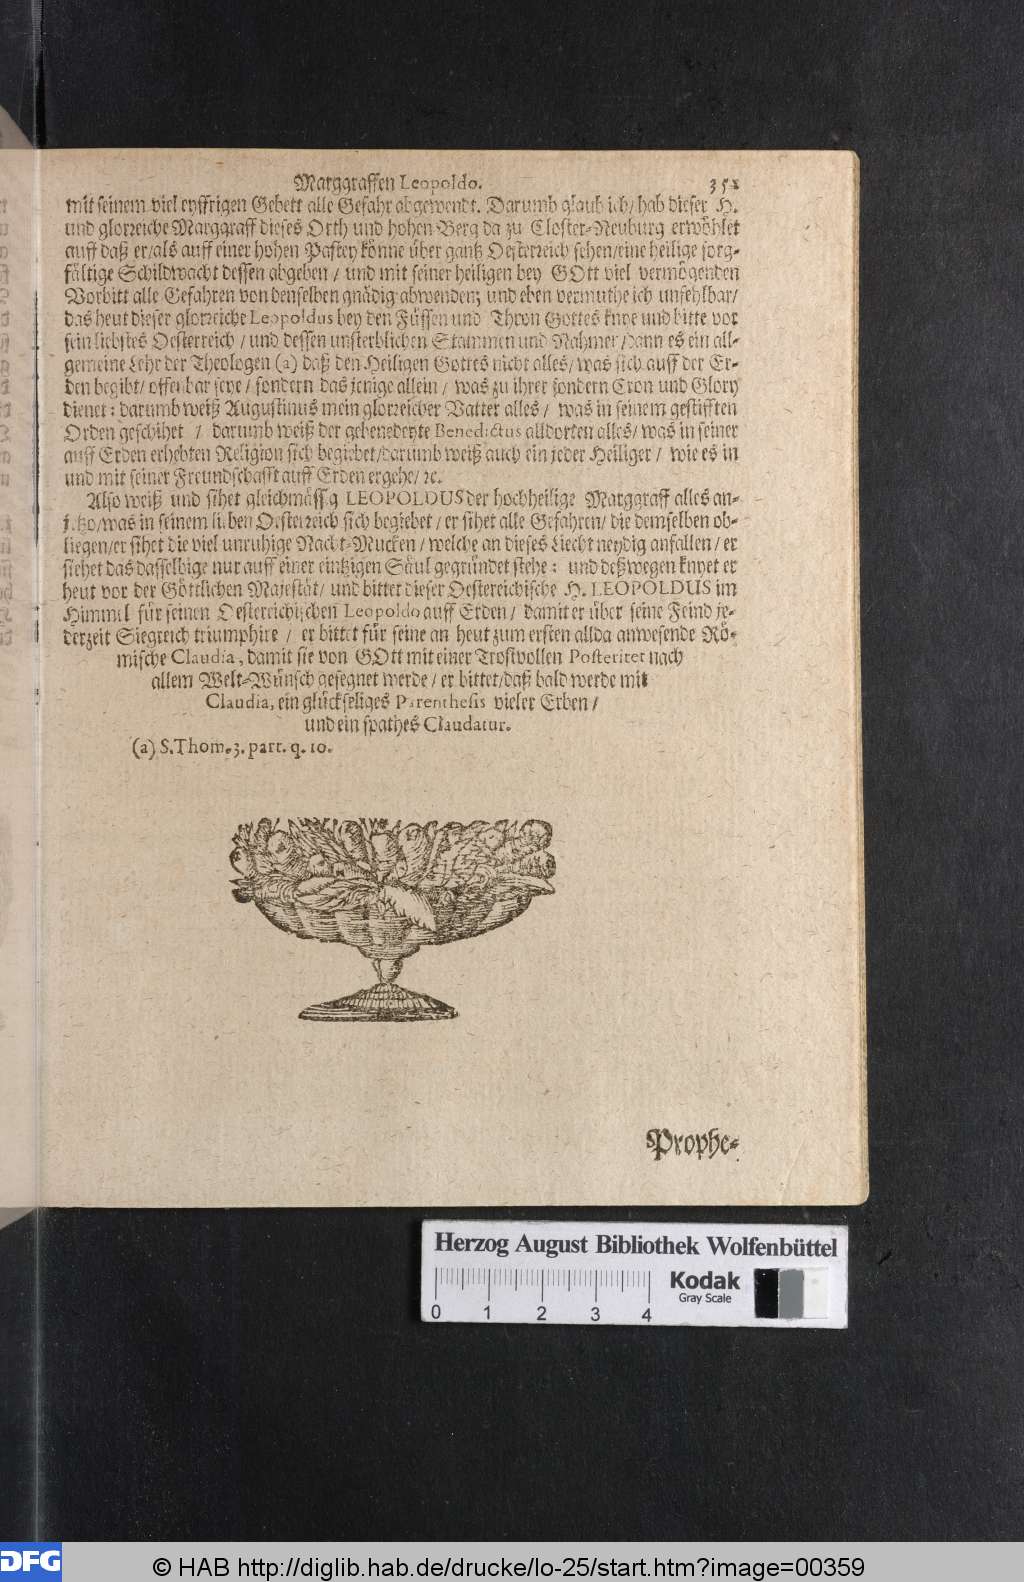 Marggraffen Leopoldo. 351
mit seinem viel eyffrigen Gebett alle Gefahr abgewendt. Darumb glaub ich/ hab dieser H.
und glorreiche Marggraff dieses Orth und hohen Berg da zu Closter-Neuburg erwöhlet
auff daß er/als auff einer hohen Pastey könne über gantz Oesterreich sehen/eine heilige sorg-
fältige Schildwacht dessen abgeben / und mit seiner heiligen bey GOtt viel vermögenden
Vorbitt alle Gefahren von denselben gnädig abwenden; und eben vermuthe ich unfehlbar/
das heut dieser glorreiche Leopoldus bey den Füssen und Thron Gottes knye und bitte vor
sein liebstes Oesterreich / und dessen unsterblichen Stammen und Nahmen/dann es ein all-
gemeine Lehr der Theologen (a) daß den Heiligen Gottes nicht alles/ was sich auff der Er-
den begibt/ offenbar seye / sondern das jenige allein / was zu ihrer sondern Cron und Glory
dienet: darumb weiß Augustinus mein glorreicher Vatter alles / was in seinem gestifften
Orden geschihet / darumb weiß der gebenedeyte Benedictus alldorten alles/ was in seiner
auff Erden erhebten Religion sich begiebet/darumb weiß auch ein jeder Heiliger / wie es in
und mit seiner Freundschafft auff Erden ergehe/ ꝛc.
Also weiß und sihet gleichmässig LEOPOLDUS der hochheilige Marggraff alles an-
jetzo/was in seinem lieben Oesterreich sich begiebet/ er sihet alle Gefahren/ die demselben ob-
liegen/er sihet die viel unruhige Nacht-Mucken/ welche an dieses Liecht neydig anfallen/ er
siehet das dasselbige nur auff einer eintzigen Säul gegründet stehe: und deßwegen knyet er
heut vor der Göttlichen Majestät/ und bittet dieser Oestereichische H. LEOPOLDUS im
Himmel für seinen Oestereichischen Leopoldo auff Erden/ damit er über seine Feind je-
derzeit Siegreich triumphire / er bittet für seine an heut zum ersten allda anwesende Rö-
mische Claudia, damit sie von GOtt mit einer Trostvollen Posteritet nach
allem Welt-Wünsch gesegnet werde/ er bittet/daß bald werde mit
Claudia, ein glückseliges Parenthesis vieler Erben /
und ein spathes Claudatur.
(a) S. Thom. 3. part. q. 10.
Prophe-
Herzog August Bibliothek Wolfenbüttel
Kodak
Gray Scale
0 1 2 3 4
DFG © HAB http://diglib.hab.de/drucke/lo-25/start.htm?image=00359